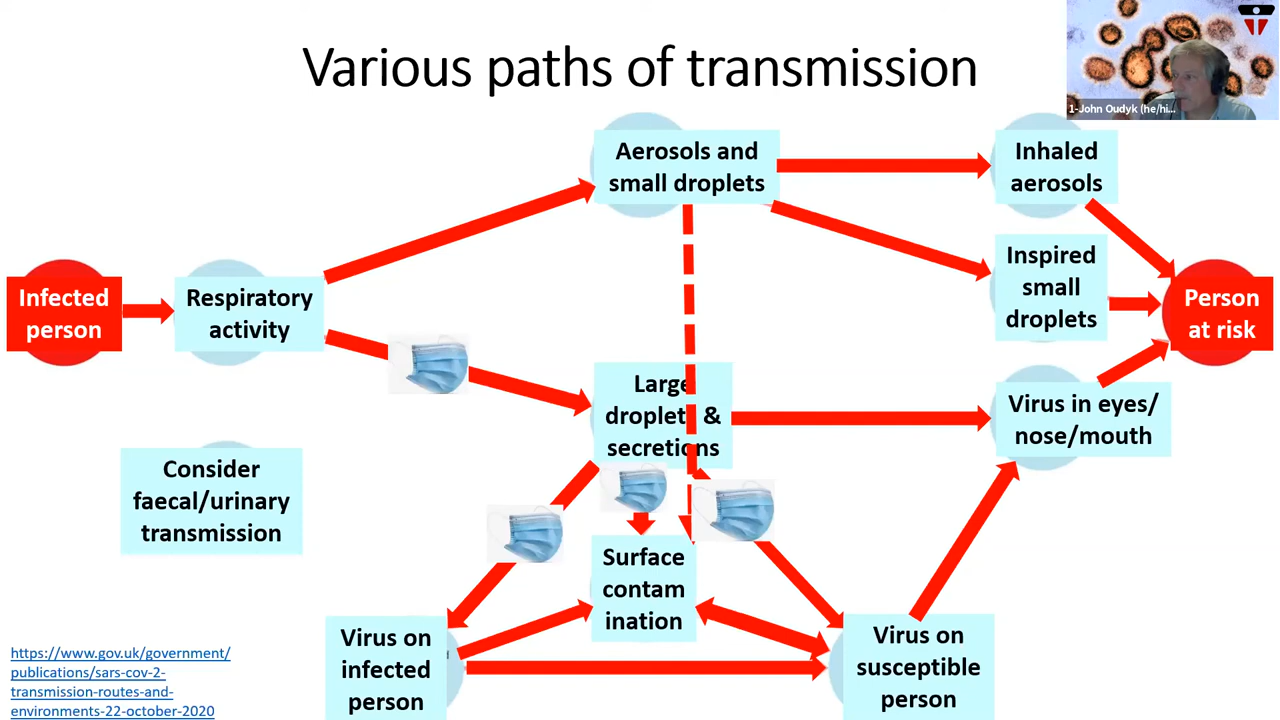 Various paths of transmission
1-John Oudyk (he/hi...
Aerosols and
small droplets
Inhaled
aerosols
Inspired
small
droplets
Infected
person
Respiratory
activity
Person
at risk
Large
droplets &
secretions
Virus in eyes/
nose/mouth
Consider
faecal/urinary
transmission
Surface
contam
ination
Virus on
infected
person
Virus on
susceptible
person
https://www.gov.uk/government/
publications/sars-cov-2-
transmission-routes-and-
environments-22-october-2020